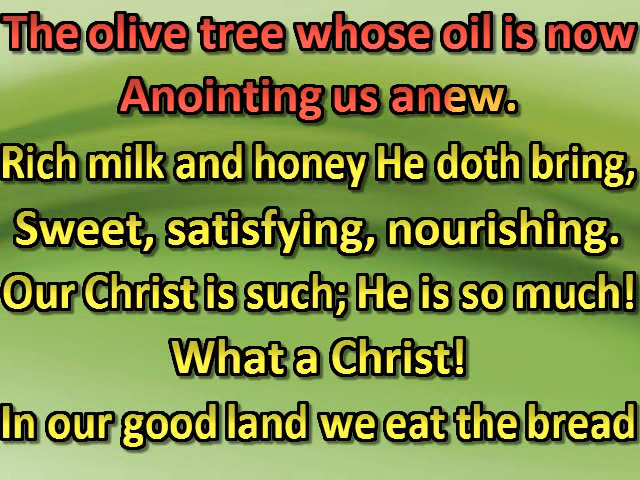 The olive tree whose oil is now
Anointing us anew.
Rich milk and honey He doth bring,
Sweet, satisfying, nourishing.
Our Christ is such; He is so much!
What a Christ!
In our good land we eat the bread